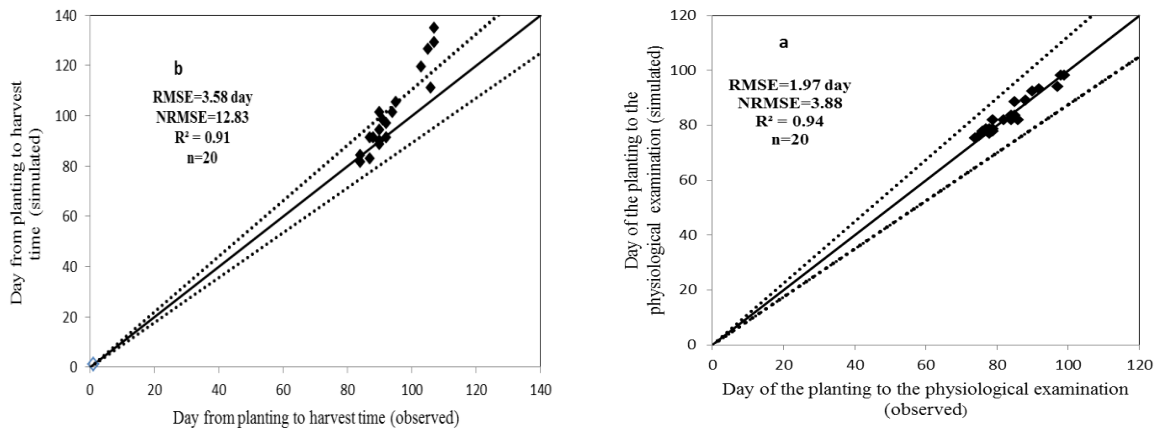 Day from planting to harvest
time (simulated)
140
120
100
80
60
40
20
0
b
RMSE=3.58 day
NRMSE=12.83
R² = 0.91
n=20
0 20 40 60 80 100 120 140
Day from planting to harvest time (observed)
Day of the planting to the
physiological examination (simulated)
120
100
80
60
40
20
0
a
RMSE=1.97 day
NRMSE=3.88
R² = 0.94
n=20
0 20 40 60 80 100 120
Day of the planting to the physiological examination
(observed)